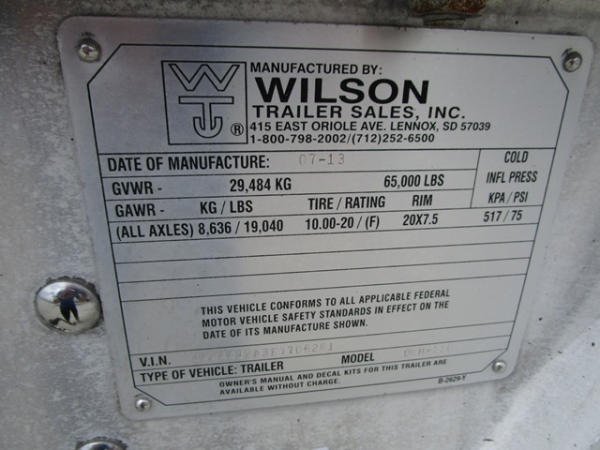 WT
®
MANUFACTURED BY:
WILSON
TRAILER SALES, INC.
415 EAST ORIOLE AVE. LENNOX, SD 57039
1-800-798-2002/(712)252-6500
DATE OF MANUFACTURE: 07-13
COLD
GVWR - 29,484 KG 65,000 LBS INFL PRESS
GAWR - KG / LBS TIRE / RATING RIM KPA / PSI
(ALL AXLES) 8,636 / 19,040 10.00-20 / (F) 20X7.5 517 / 75
THIS VEHICLE CONFORMS TO ALL APPLICABLE FEDERAL
MOTOR VEHICLE SAFETY STANDARDS IN EFFECT ON THE
DATE OF ITS MANUFACTURE SHOWN.
V.I.N.
TYPE OF VEHICLE: TRAILER MODEL
OWNER'S MANUAL AND DECAL KITS FOR THIS TRAILER ARE
AVAILABLE WITHOUT CHARGE. B-2629-Y